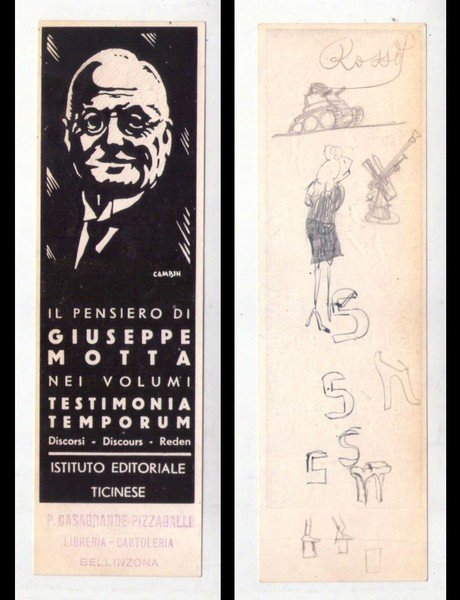 CAMBIN
IL PENSIERO DI
GIUSEPPE
MOTTA
NEI VOLUMI
TESTIMONIA
TEMPORUM
Discorsi - Discours - Reden
ISTITUTO EDITORIALE
TICINESE
P. CASAGRANDE-PIZZAGALLI
LIBRERIA - CARTOLERIA
BELLINZONA
S
S
S
S